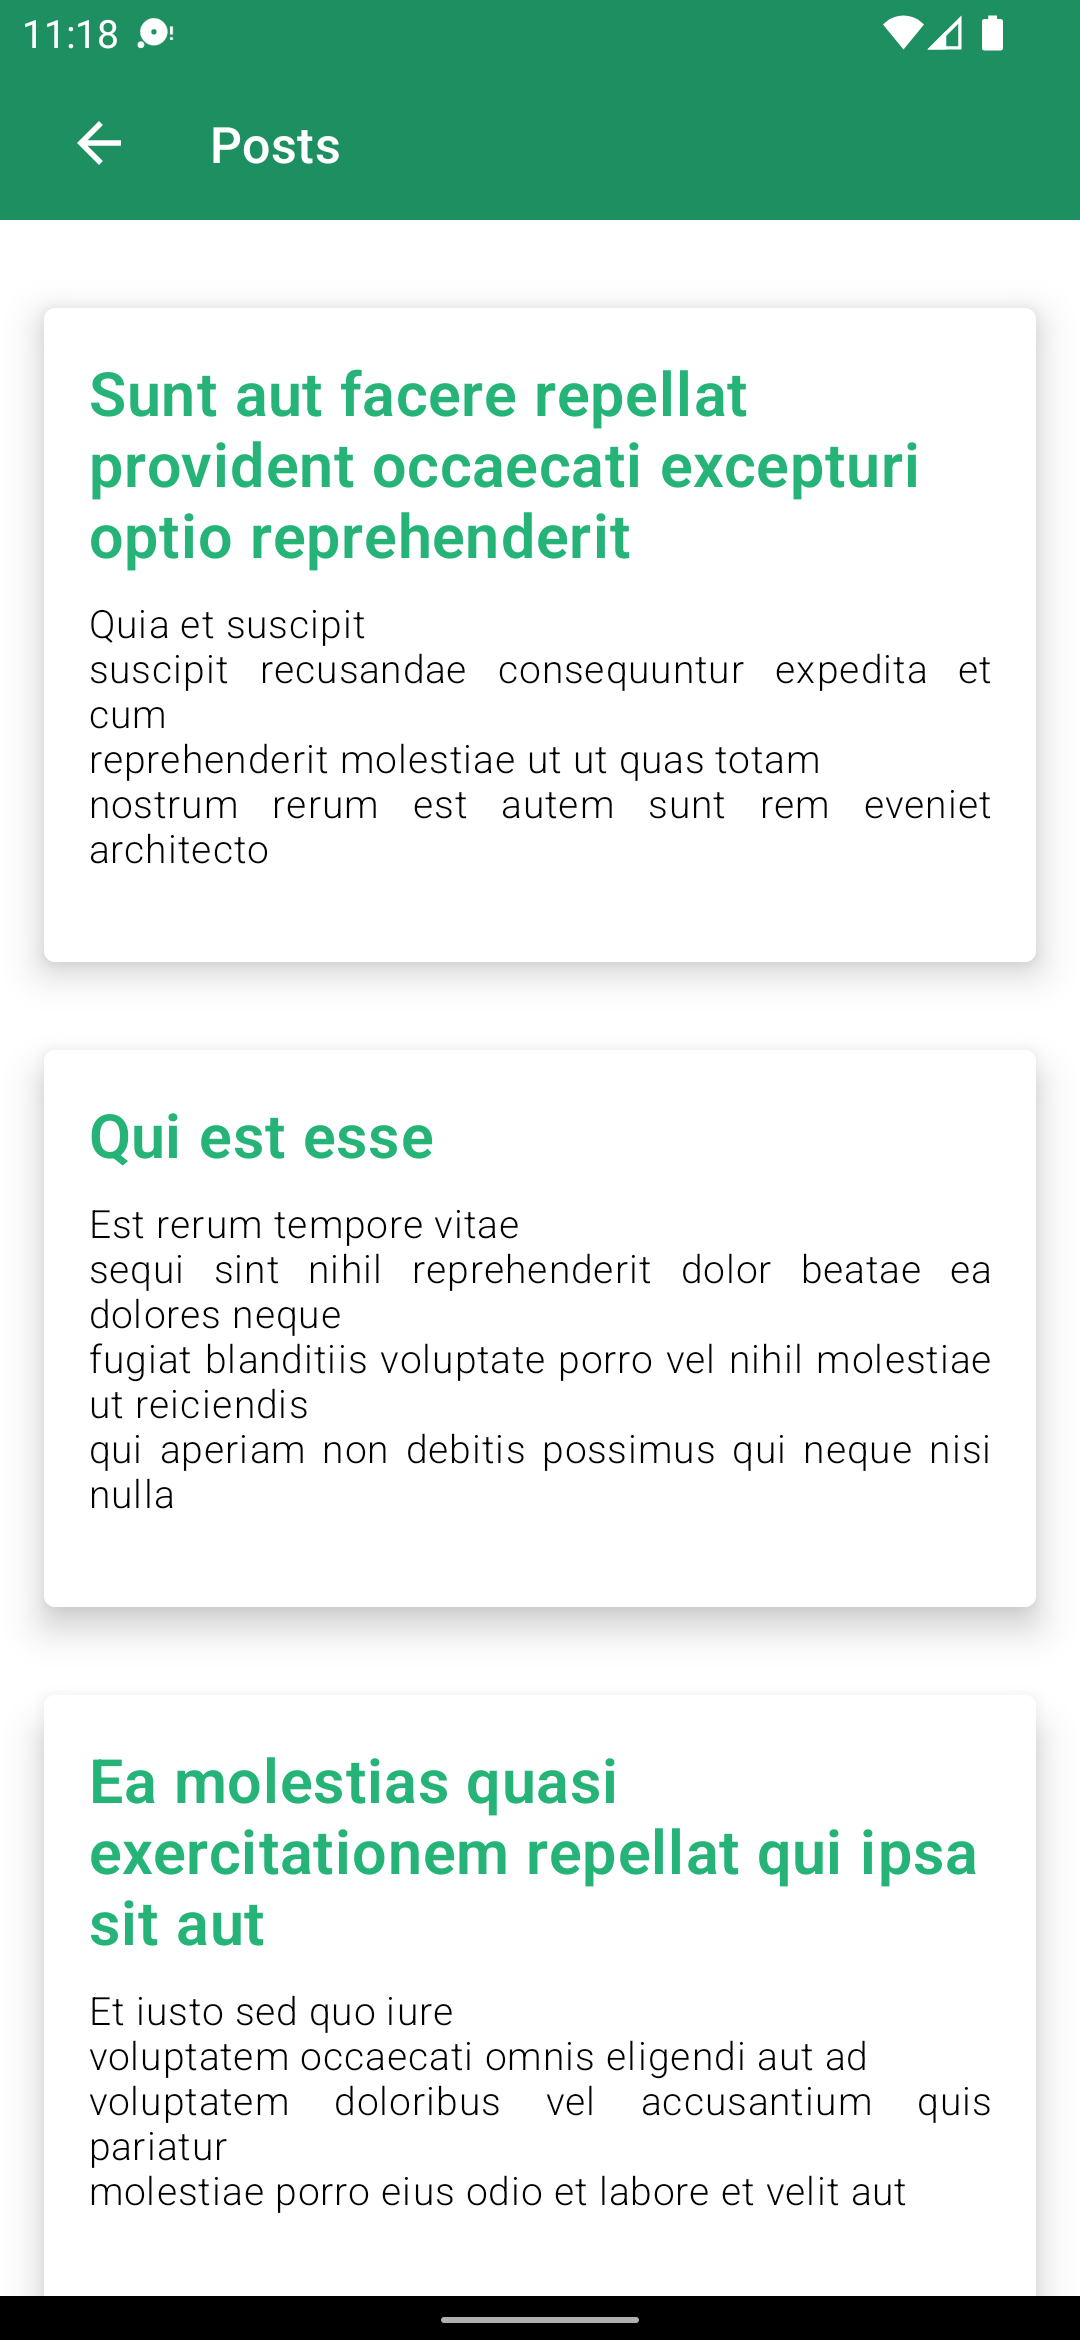 11:18
Posts
Sunt aut facere repellat
provident occaecati excepturi
optio reprehenderit
Quia et suscipit
suscipit recusandae consequuntur expedita et
cum
reprehenderit molestiae ut ut quas totam
nostrum rerum est autem sunt rem eveniet
architecto
Qui est esse
Est rerum tempore vitae
sequi sint nihil reprehenderit dolor beatae ea
dolores neque
fugiat blanditiis voluptate porro vel nihil molestiae
ut reiciendis
qui aperiam non debitis possimus qui neque nisi
nulla
Ea molestias quasi
exercitationem repellat qui ipsa
sit aut
Et iusto sed quo iure
voluptatem occaecati omnis eligendi aut ad
voluptatem doloribus vel accusantium quis
pariatur
molestiae porro eius odio et labore et velit aut